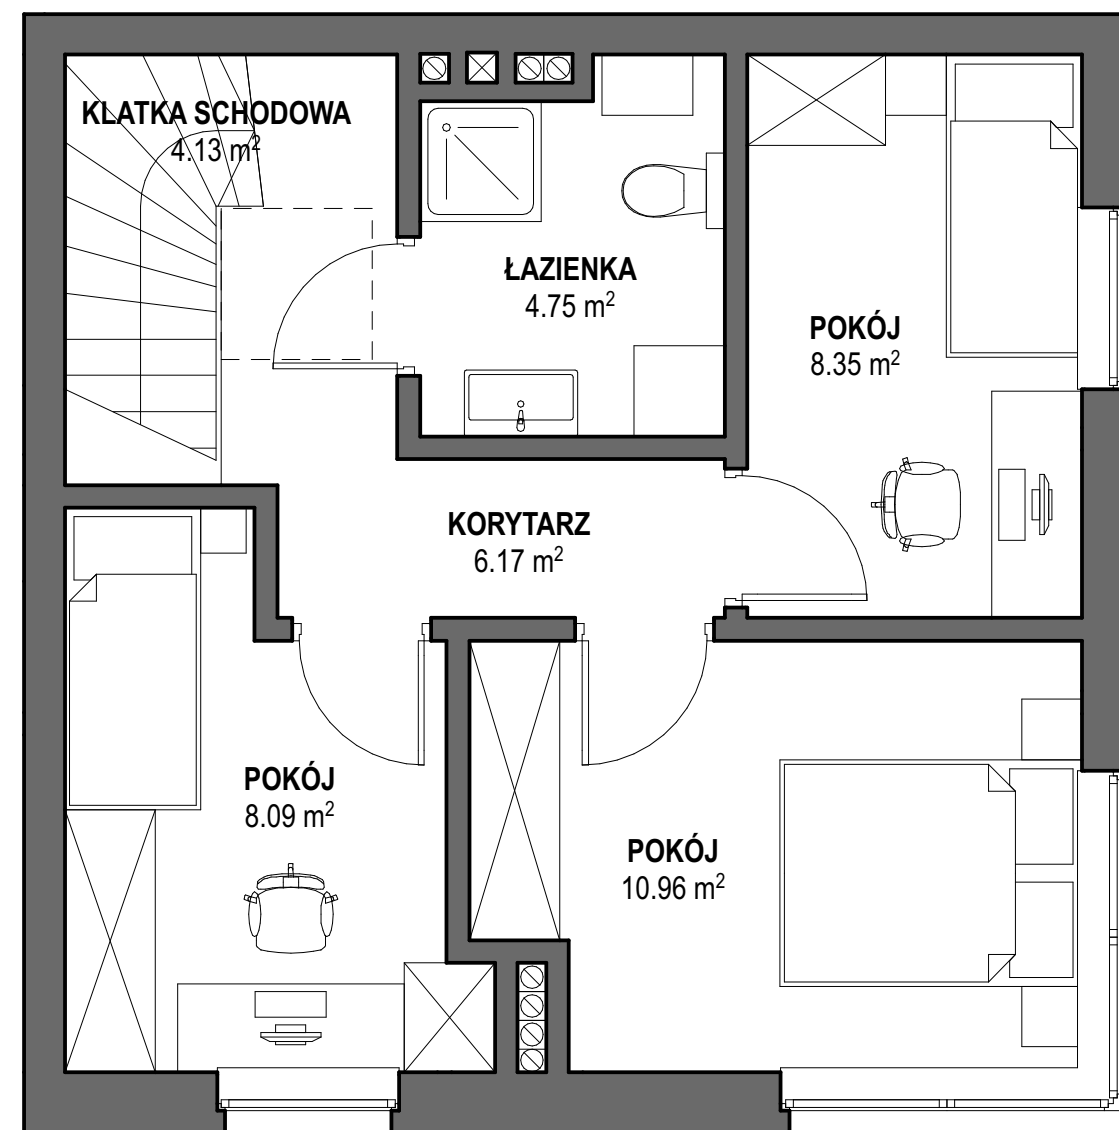 KLATKA SCHODOWA
4.13 m²
ŁAZIENKA
4.75 m²
POKÓJ
8.35 m²
KORYTARZ
6.17 m²
POKÓJ
8.09 m²
POKÓJ
10.96 m²